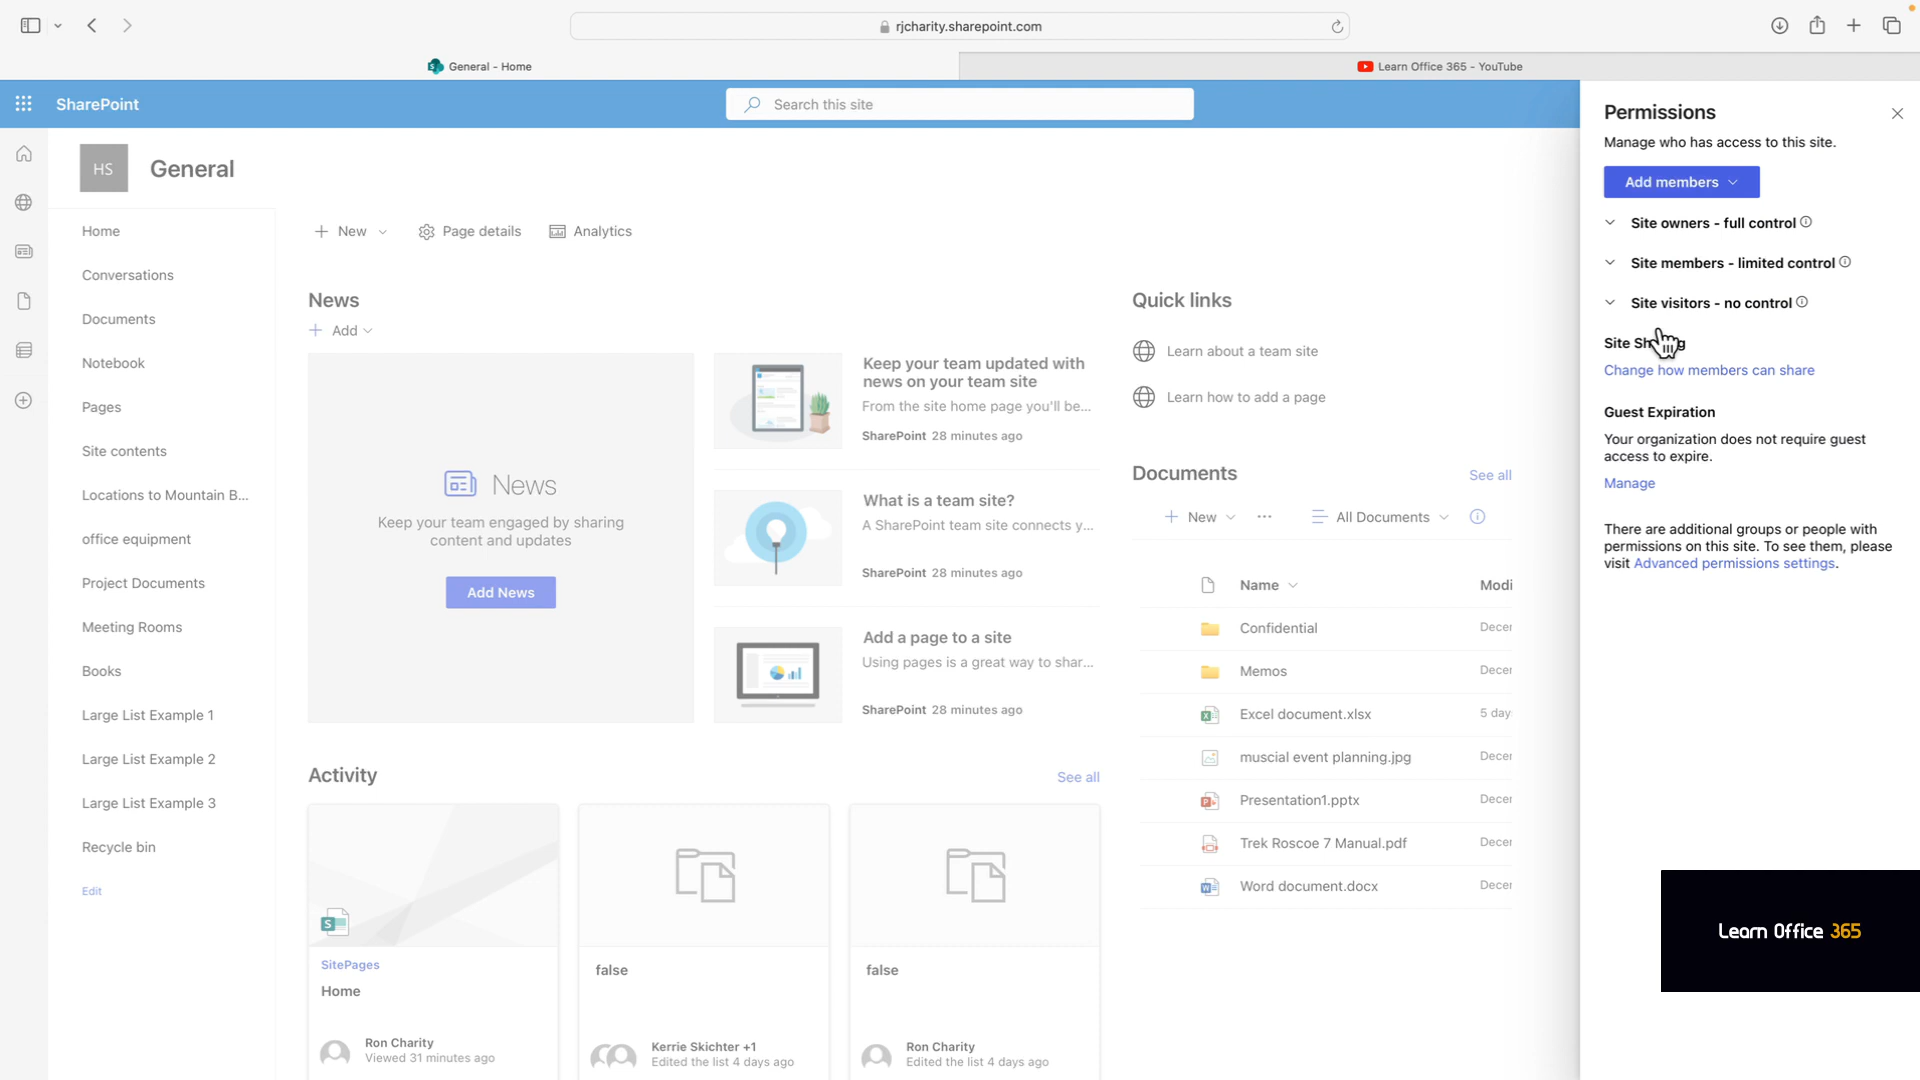 rjcharity.sharepoint.com
General - Home
Learn Office 365 - YouTube
SharePoint
Search this site
HS
General
Home
Conversations
Documents
Notebook
Pages
Site contents
Locations to Mountain B...
office equipment
Project Documents
Meeting Rooms
Books
Large List Example 1
Large List Example 2
Large List Example 3
Recycle bin
Edit
New
Page details
Analytics
News
Add
News
Keep your team engaged by sharing
content and updates
Add News
Keep your team updated with
news on your team site
From the site home page you'll be...
SharePoint 28 minutes ago
What is a team site?
A SharePoint team site connects y...
SharePoint 28 minutes ago
Add a page to a site
Using pages is a great way to shar...
SharePoint 28 minutes ago
Activity
See all
SitePages
Home
Ron Charity
Viewed 31 minutes ago
false
Kerrie Skichter +1
Edited the list 4 days ago
false
Ron Charity
Edited the list 4 days ago
Quick links
Learn about a team site
Learn how to add a page
Documents
See all
New
All Documents
Name
Modi
Confidential
Decer
Memos
Decer
Excel document.xlsx
5 day
muscial event planning.jpg
Decer
Presentation1.pptx
Decer
Trek Roscoe 7 Manual.pdf
Decer
Word document.docx
Decer
Permissions
Manage who has access to this site.
Add members
Site owners - full control
Site members - limited control
Site visitors - no control
Site
Change how members can share
Guest Expiration
Your organization does not require guest
access to expire.
Manage
There are additional groups or people with
permissions on this site. To see them, please
visit Advanced permissions settings.
Learn Office 365